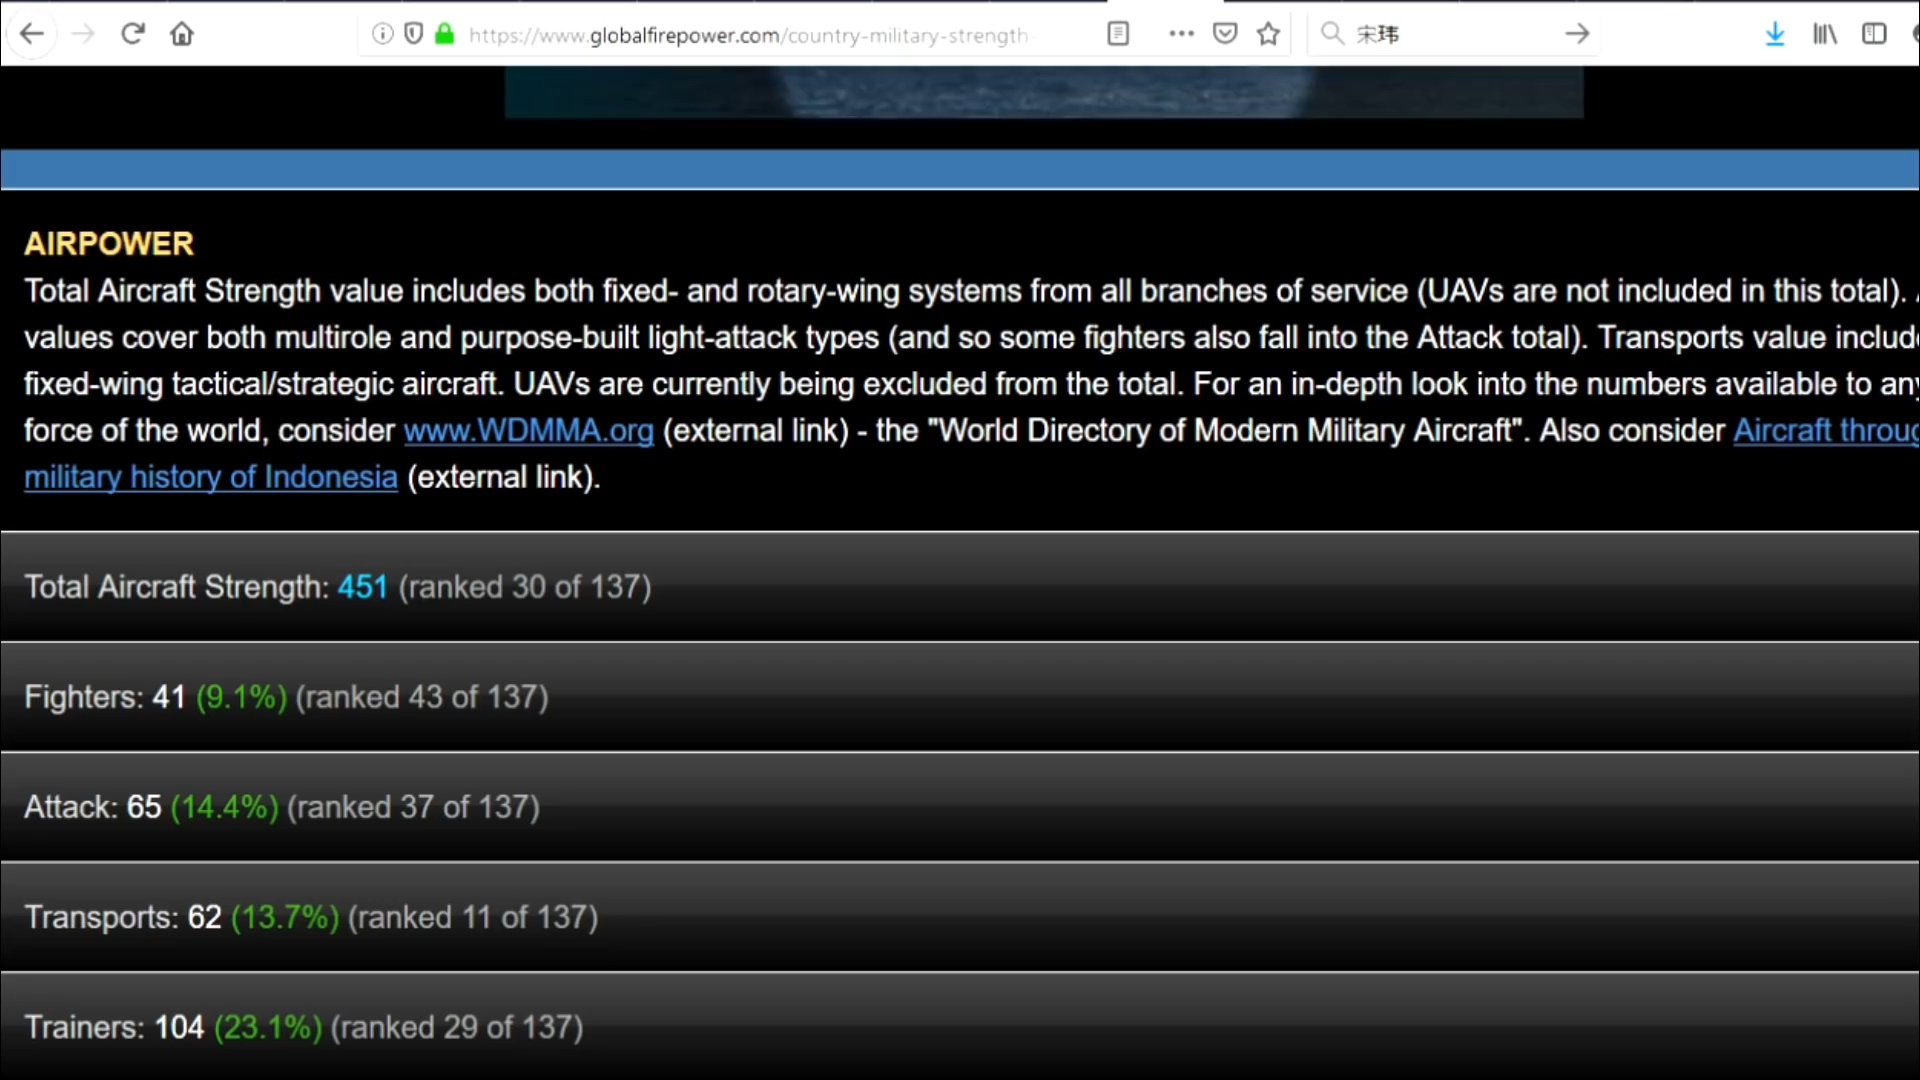 https://www.globalfirepower.com/country-military-strength
宋玮
AIRPOWER
Total Aircraft Strength value includes both fixed- and rotary-wing systems from all branches of service (UAVs are not included in this total).
values cover both multirole and purpose-built light-attack types (and so some fighters also fall into the Attack total). Transports value includ
fixed-wing tactical/strategic aircraft. UAVs are currently being excluded from the total. For an in-depth look into the numbers available to any
force of the world, consider www.WDMMA.org (external link) - the "World Directory of Modern Military Aircraft". Also consider Aircraft throug
military history of Indonesia (external link).
Total Aircraft Strength: 451 (ranked 30 of 137)
Fighters: 41 (9.1%) (ranked 43 of 137)
Attack: 65 (14.4%) (ranked 37 of 137)
Transports: 62 (13.7%) (ranked 11 of 137)
Trainers: 104 (23.1%) (ranked 29 of 137)